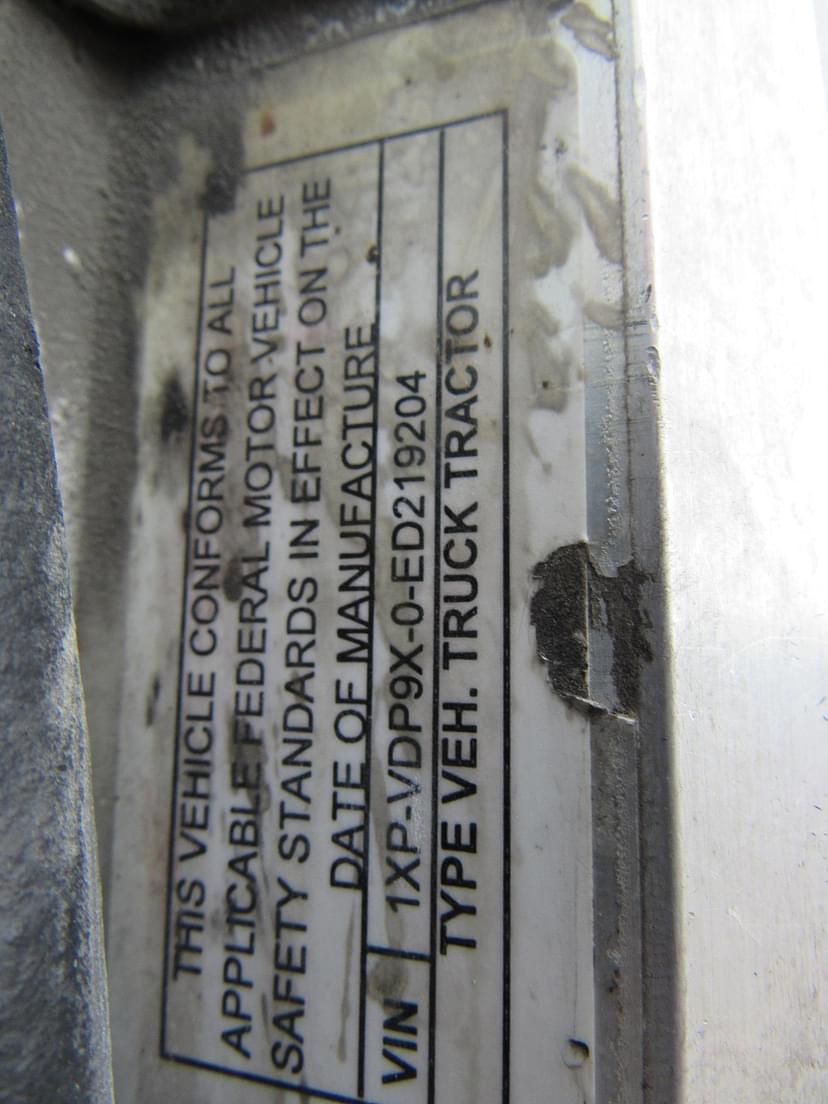 THIS VEHICLE CONFORMS TO ALL
APPLICABLE FEDERAL MOTOR VEHICLE
SAFETY STANDARDS IN EFFECT ON THE
DATE OF MANUFACTURE
VIN 1XP-VDP9X-0-ED219204
TYPE VEH. TRUCK TRACTOR